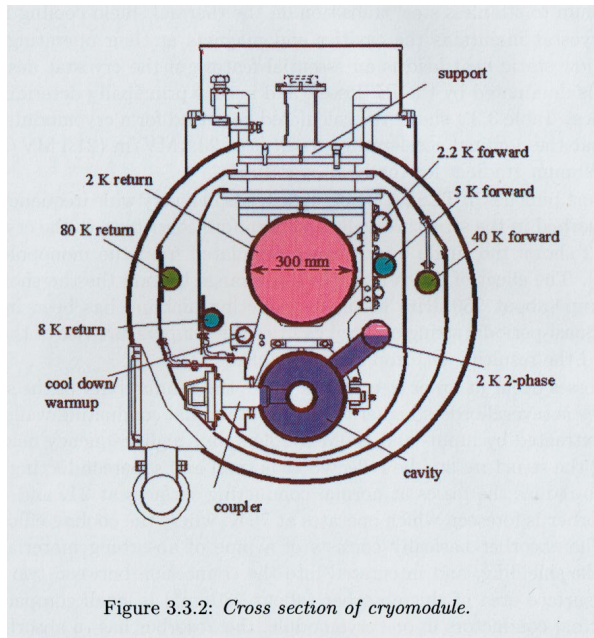 support
2.2 K forward
2 K return
5 K forward
80 K return
40 K forward
300 mm
8 K return
cool down/
warmup
2 K 2-phase
cavity
coupler
Figure 3.3.2: Cross section of cryomodule.